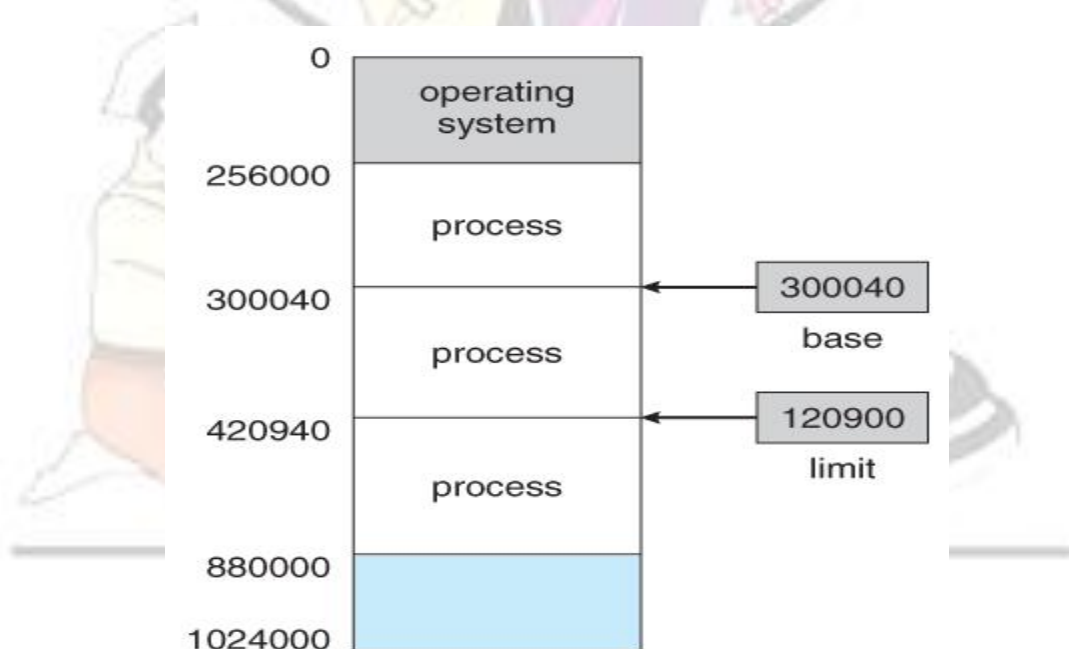 0
operating
system
256000
process
300040
300040
base
process
120900
420940
limit
process
880000
1024000